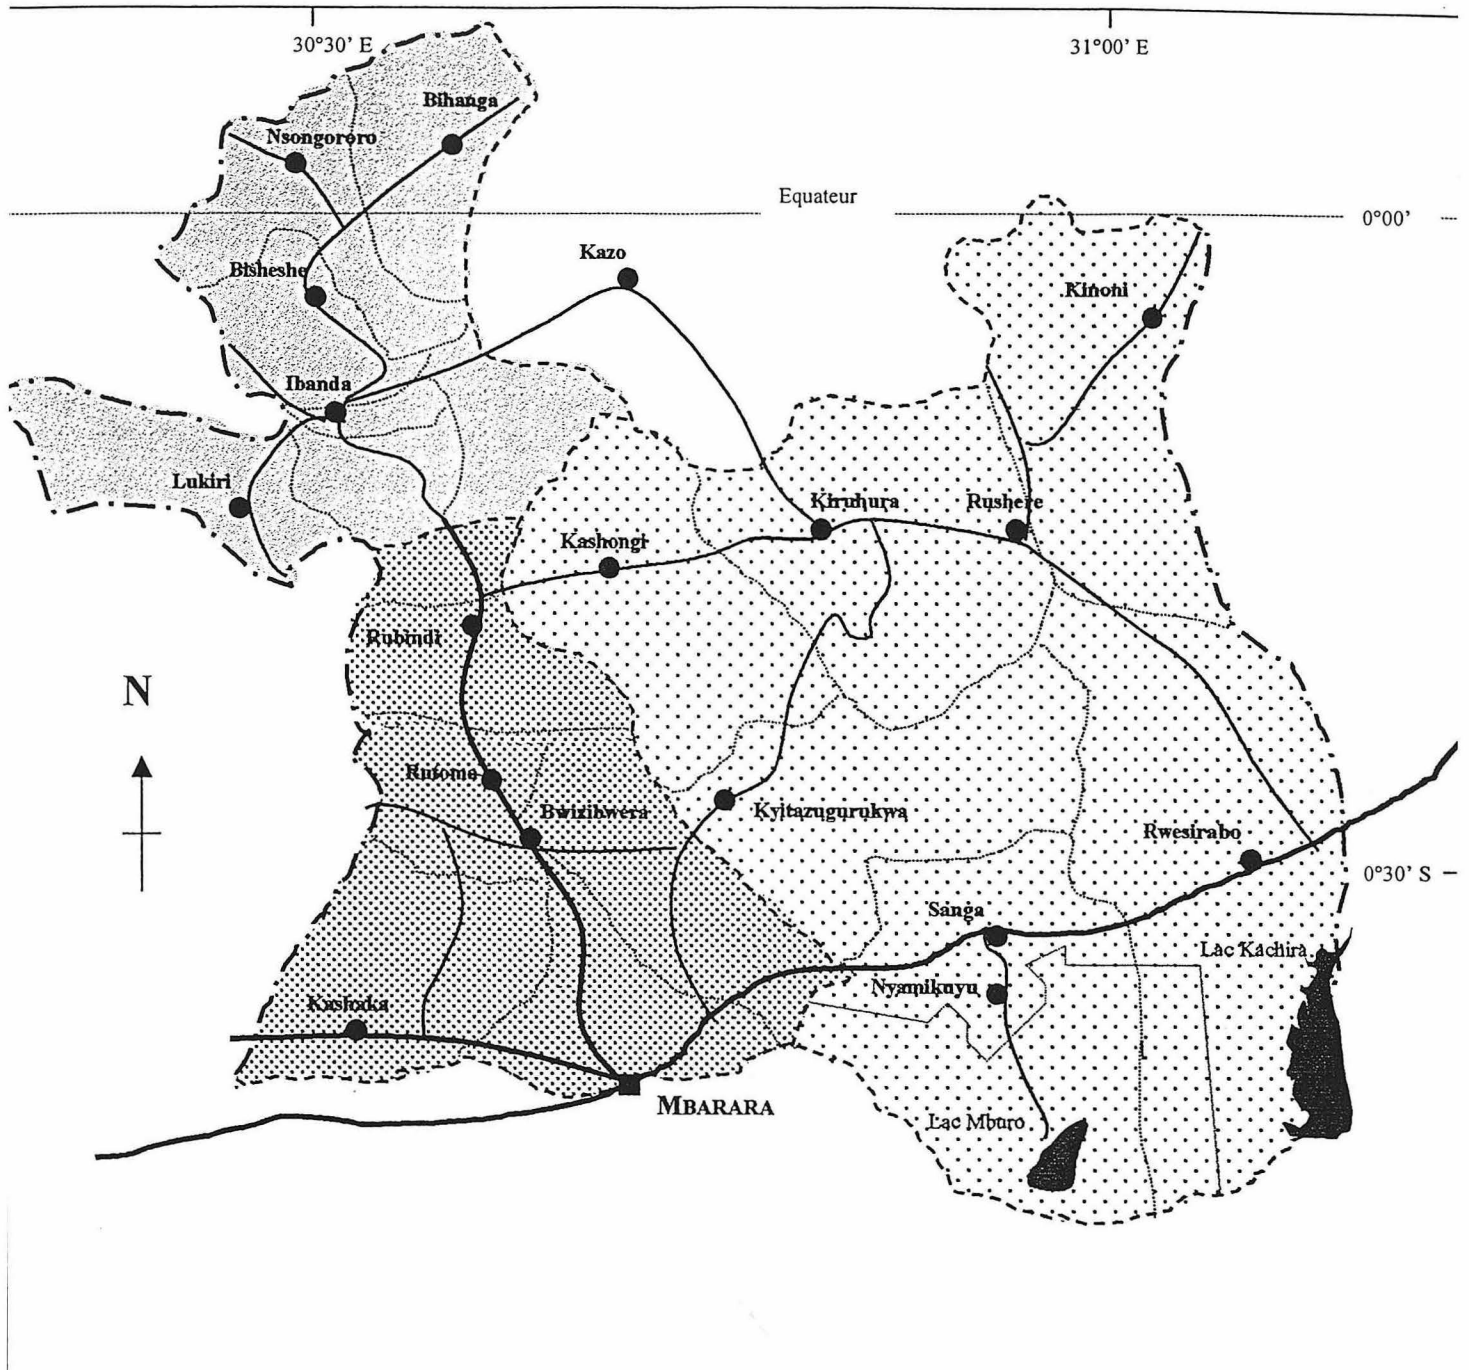 30°30' E
31°00' E
Bihanga
Nsongororo
Equateur
0°00'
Kazo
Bisheshe
Kinoni
Ibanda
Lukiri
Kiruhura
Rushere
Kashongi
Rubindi
N
Rutoma
Bwizibwera
Kyitazugurukwa
Rwesirabo
0°30' S
Sanga
Lac Kachira
Nyamikuyu
Kashaka
MBARARA
Lac Mburo